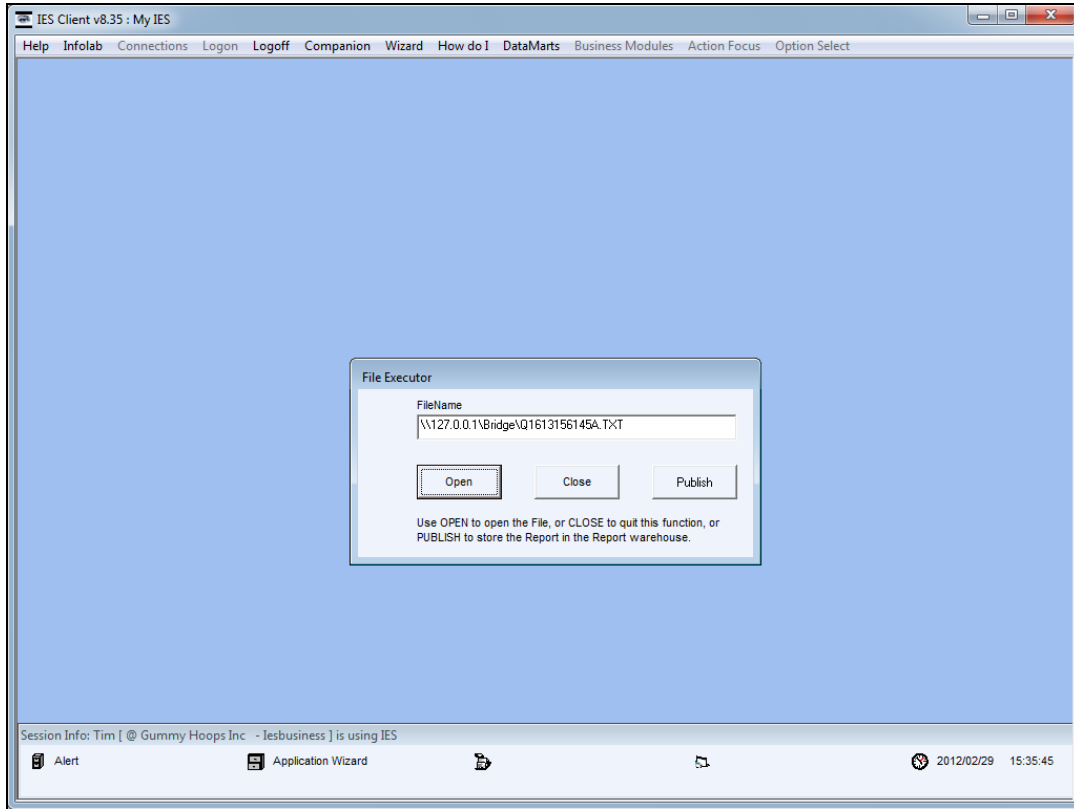 IES Client v8.35 : My IES
Help Infolab Connections Logon Logoff Companion Wizard How do I DataMarts Business Modules Action Focus Option Select
File Executor
FileName
\\127.0.0.1\Bridge\Q1613156145A.TXT
Open Close Publish
Use OPEN to open the File, or CLOSE to quit this function, or
PUBLISH to store the Report in the Report warehouse.
Session Info: Tim [ @ Gummy Hoops Inc - Iesbusiness ] is using IES
Alert Application Wizard 2012/02/29 15:35:45